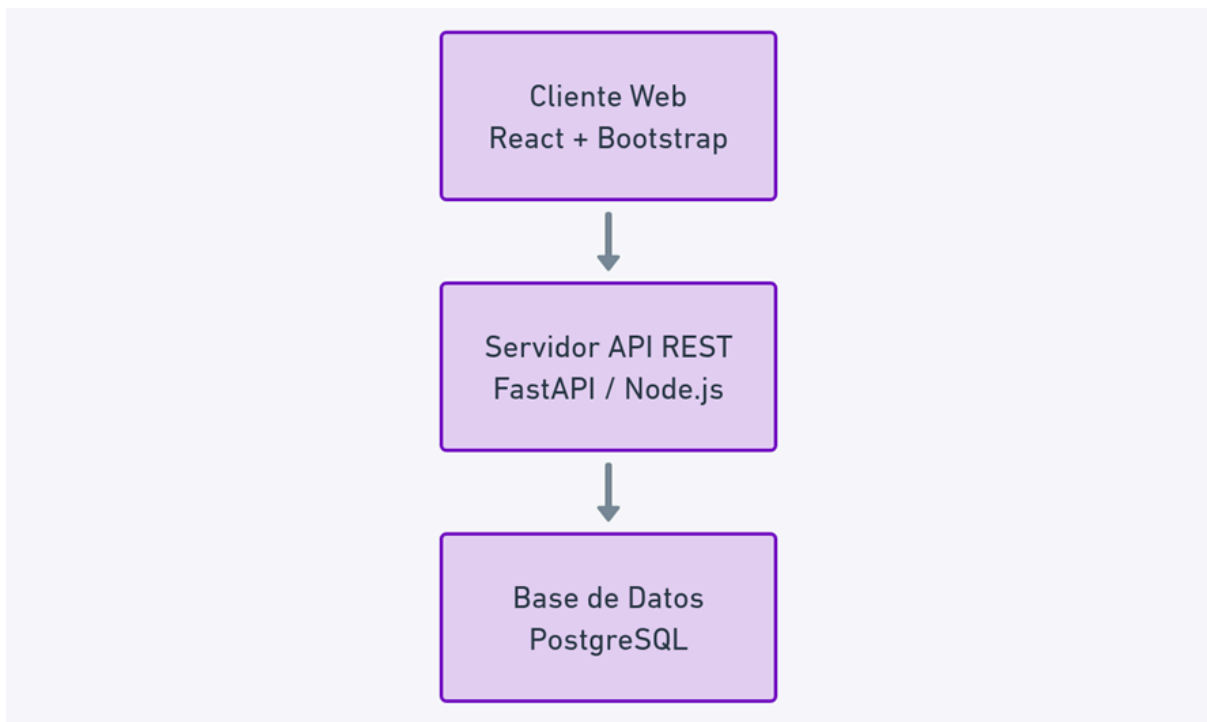 Cliente Web
React + Bootstrap
Servidor API REST
FastAPI / Node.js
Base de Datos
PostgreSQL